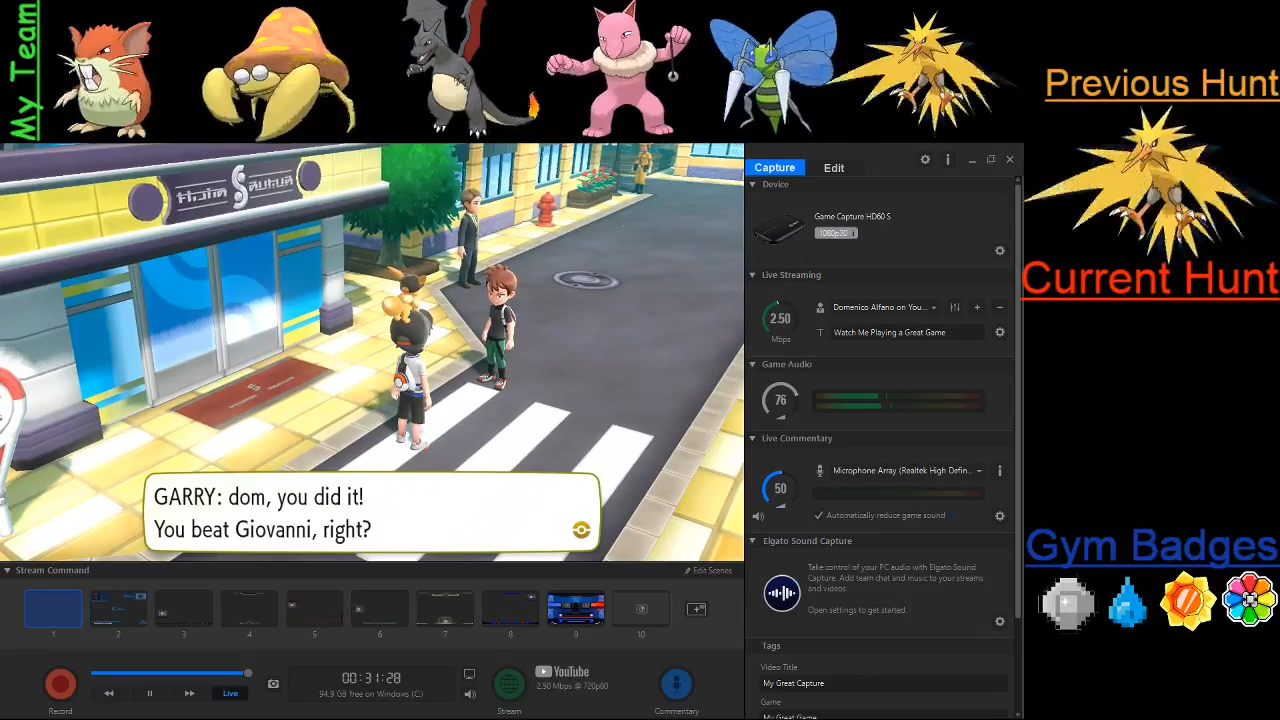 My Team
Previous Hunt
Current Hunt
Gym Badges
GARRY: dom, you did it!
You beat Giovanni, right?
Capture
Edit
Device
Game Capture HD60 S
1080p30
Live Streaming
2.50
Mbps
Domenico Alfano on You...
Watch Me Playing a Great Game
Game Audio
76
Live Commentary
50
Microphone Array (Realtek High Defin...
Automatically reduce game sound
Elgato Sound Capture
Take control of your PC audio with Elgato Sound
Capture. Add team chat and music to your streams
and videos.
Open settings to get started.
Tags
Video Title
My Great Capture
Game
My Great Game
Stream Command
Edit Scenes
1
2
3
4
5
6
7
8
9
10
Live
00:31:28
94.9 GB free on Windows (C)
YouTube
2.50 Mbps @ 720p60
Record
Stream
Commentary